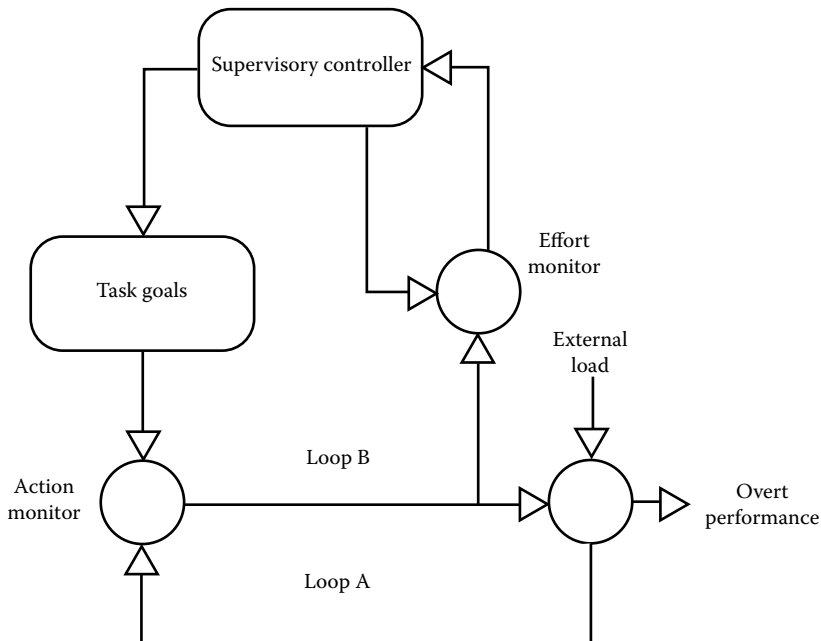 Supervisory controller
Effort
monitor
Task goals
External
load
Loop B
Action
monitor
Overt
performance
Loop A